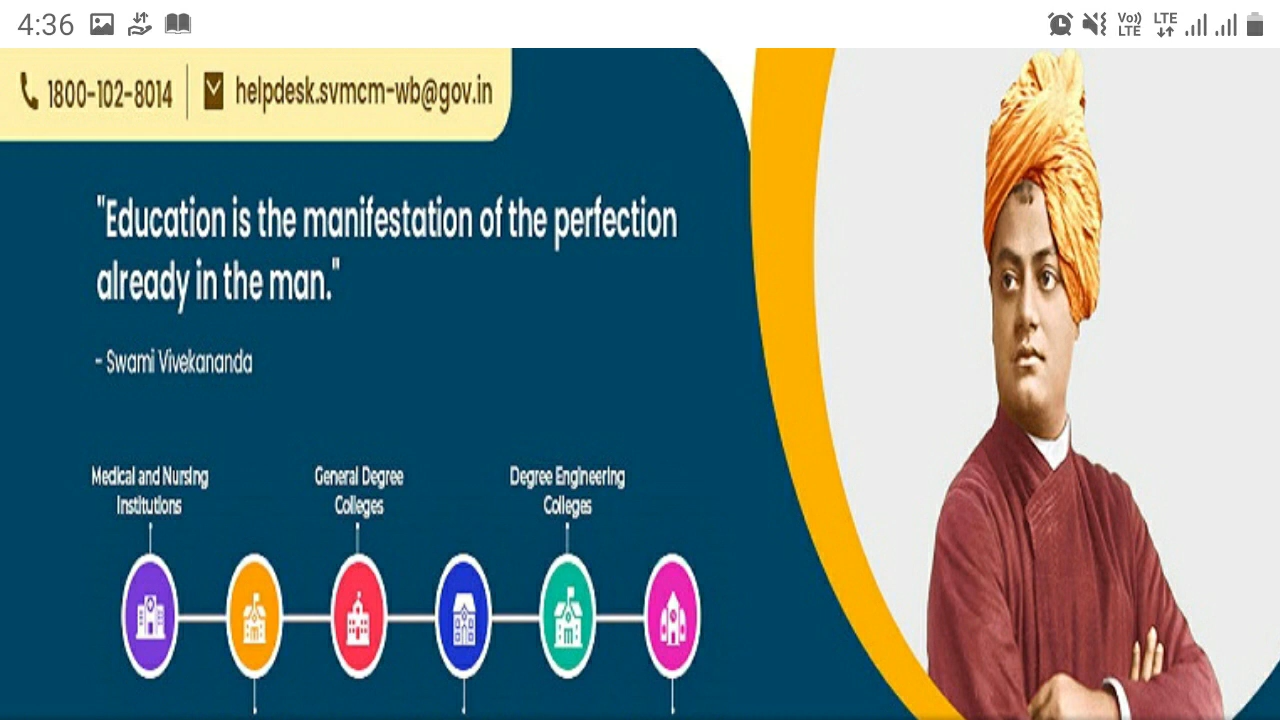 4:36
Vo)) LTE
LTE
1800-102-8014
helpdesk.svmcm-wb@gov.in
"Education is the manifestation of the perfection
already in the man."
- Swami Vivekananda
Medical and Nursing
Institutions
General Degree
Colleges
Degree Engineering
Colleges